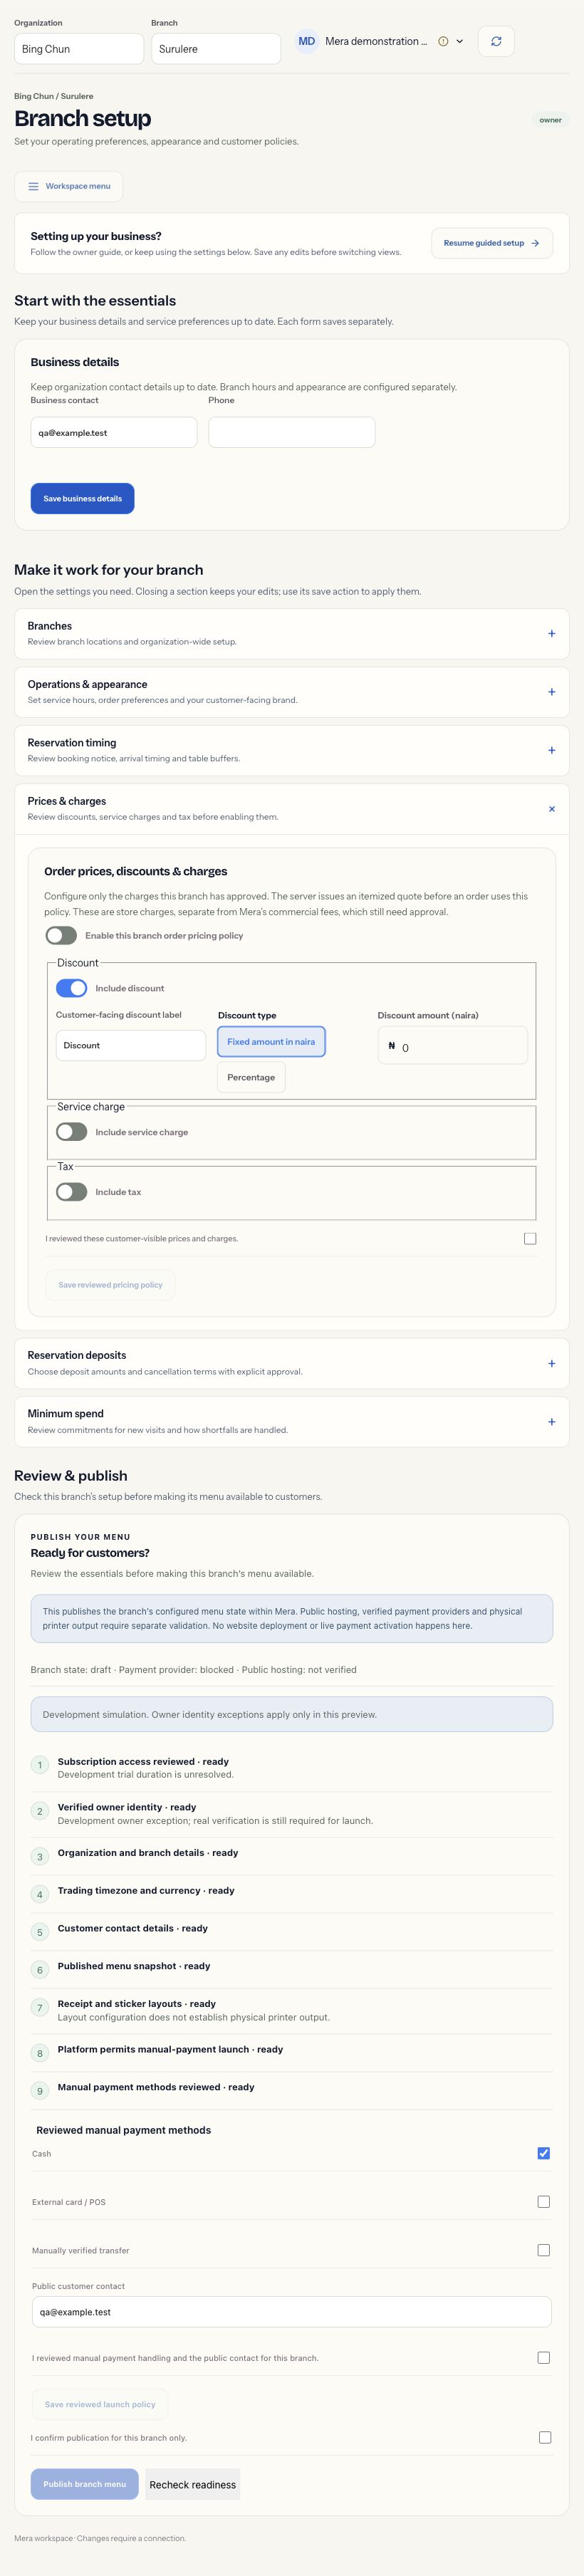 Organization
Branch
Bing Chun
Surulere
MD
Mera demonstration ...
Bing Chun / Surulere
Branch setup
owner
Set your operating preferences, appearance and customer policies.
Workspace menu
Setting up your business?
Follow the owner guide, or keep using the settings below. Save any edits before switching views.
Resume guided setup
Start with the essentials
Keep your business details and service preferences up to date. Each form saves separately.
Business details
Keep organization contact details up to date. Branch hours and appearance are configured separately.
Business contact
Phone
qa@example.test
Save business details
Make it work for your branch
Open the settings you need. Closing a section keeps your edits; use its save action to apply them.
Branches
Review branch locations and organization-wide setup.
Operations & appearance
Set service hours, order preferences and your customer-facing brand.
Reservation timing
Review booking notice, arrival timing and table buffers.
Prices & charges
Review discounts, service charges and tax before enabling them.
Order prices, discounts & charges
Configure only the charges this branch has approved. The server issues an itemized quote before an order uses this
policy. These are store charges, separate from Mera's commercial fees, which still need approval.
Enable this branch order pricing policy
Discount
Include discount
Customer-facing discount label
Discount type
Discount amount (naira)
Discount
Fixed amount in naira
₦ 0
Percentage
Service charge
Include service charge
Tax
Include tax
I reviewed these customer-visible prices and charges.
Save reviewed pricing policy
Reservation deposits
Choose deposit amounts and cancellation terms with explicit approval.
Minimum spend
Review commitments for new visits and how shortfalls are handled.
Review & publish
Check this branch's setup before making its menu available to customers.
PUBLISH YOUR MENU
Ready for customers?
Review the essentials before making this branch's menu available.
This publishes the branch's configured menu state within Mera. Public hosting, verified payment providers and physical
printer output require separate validation. No website deployment or live payment activation happens here.
Branch state: draft · Payment provider: blocked · Public hosting: not verified
Development simulation. Owner identity exceptions apply only in this preview.
1 Subscription access reviewed · ready
Development trial duration is unresolved.
2 Verified owner identity · ready
Development owner exception; real verification is still required for launch.
3 Organization and branch details · ready
4 Trading timezone and currency · ready
5 Customer contact details · ready
6 Published menu snapshot · ready
7 Receipt and sticker layouts · ready
Layout configuration does not establish physical printer output.
8 Platform permits manual-payment launch · ready
9 Manual payment methods reviewed · ready
Reviewed manual payment methods
Cash
External card / POS
Manually verified transfer
Public customer contact
qa@example.test
I reviewed manual payment handling and the public contact for this branch.
Save reviewed launch policy
I confirm publication for this branch only.
Publish branch menu
Recheck readiness
Mera workspace · Changes require a connection.